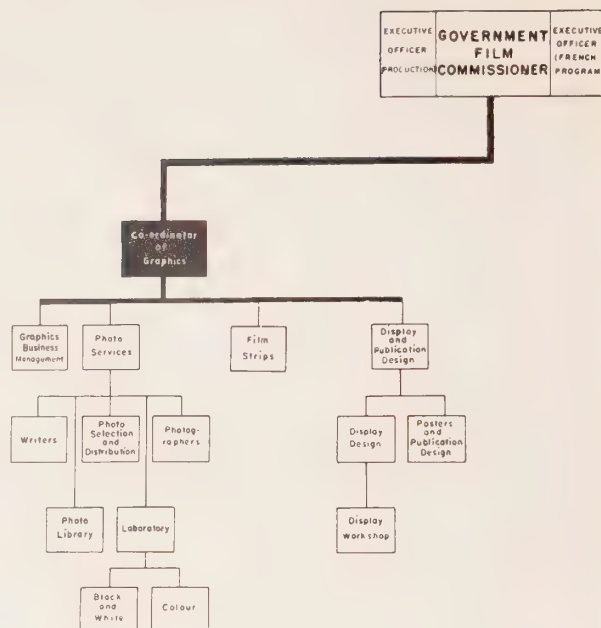 EXECUTIVE
OFFICER
(PRODUCTION)
GOVERNMENT
FILM
COMMISSIONER
EXECUTIVE
OFFICER
(FRENCH
PROGRAM
Co-ordinator
of
Graphics
Graphics
Business
Management
Photo
Services
Film
Strips
Display
and
Publication
Design
Writers
Photo
Selection
and
Distribution
Photog-
raphers
Display
Design
Posters
and
Publication
Design
Photo
Library
Laboratory
Display
Workshop
Black
and
White
Colour